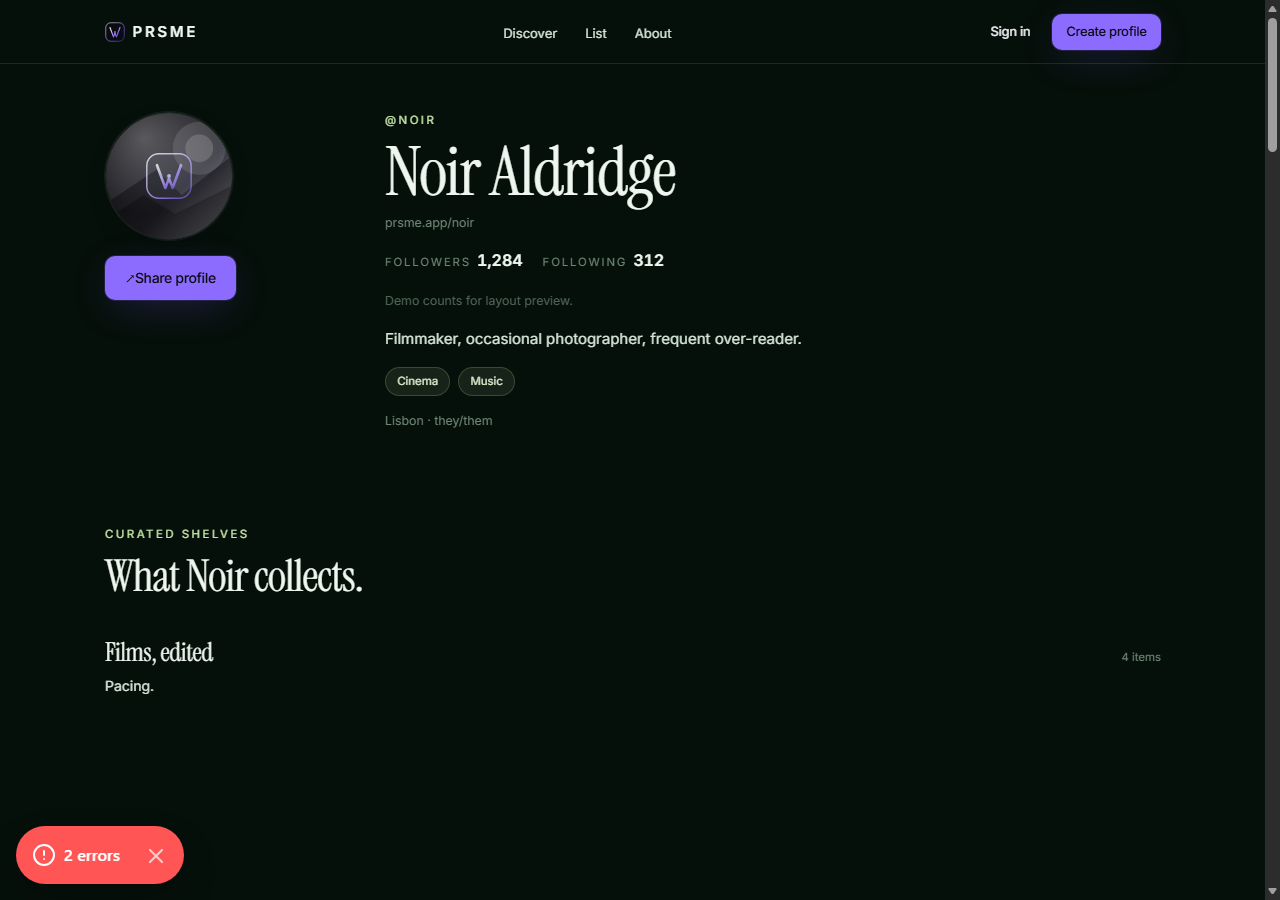 PRSME
Discover
List
About
Sign in
Create profile
@NOIR
Noir Aldridge
prsme.app/noir
FOLLOWERS 1,284 FOLLOWING 312
↗Share profile
Demo counts for layout preview.
Filmmaker, occasional photographer, frequent over-reader.
Cinema
Music
Lisbon · they/them
CURATED SHELVES
What Noir collects.
Films, edited
4 items
Pacing.
2 errors